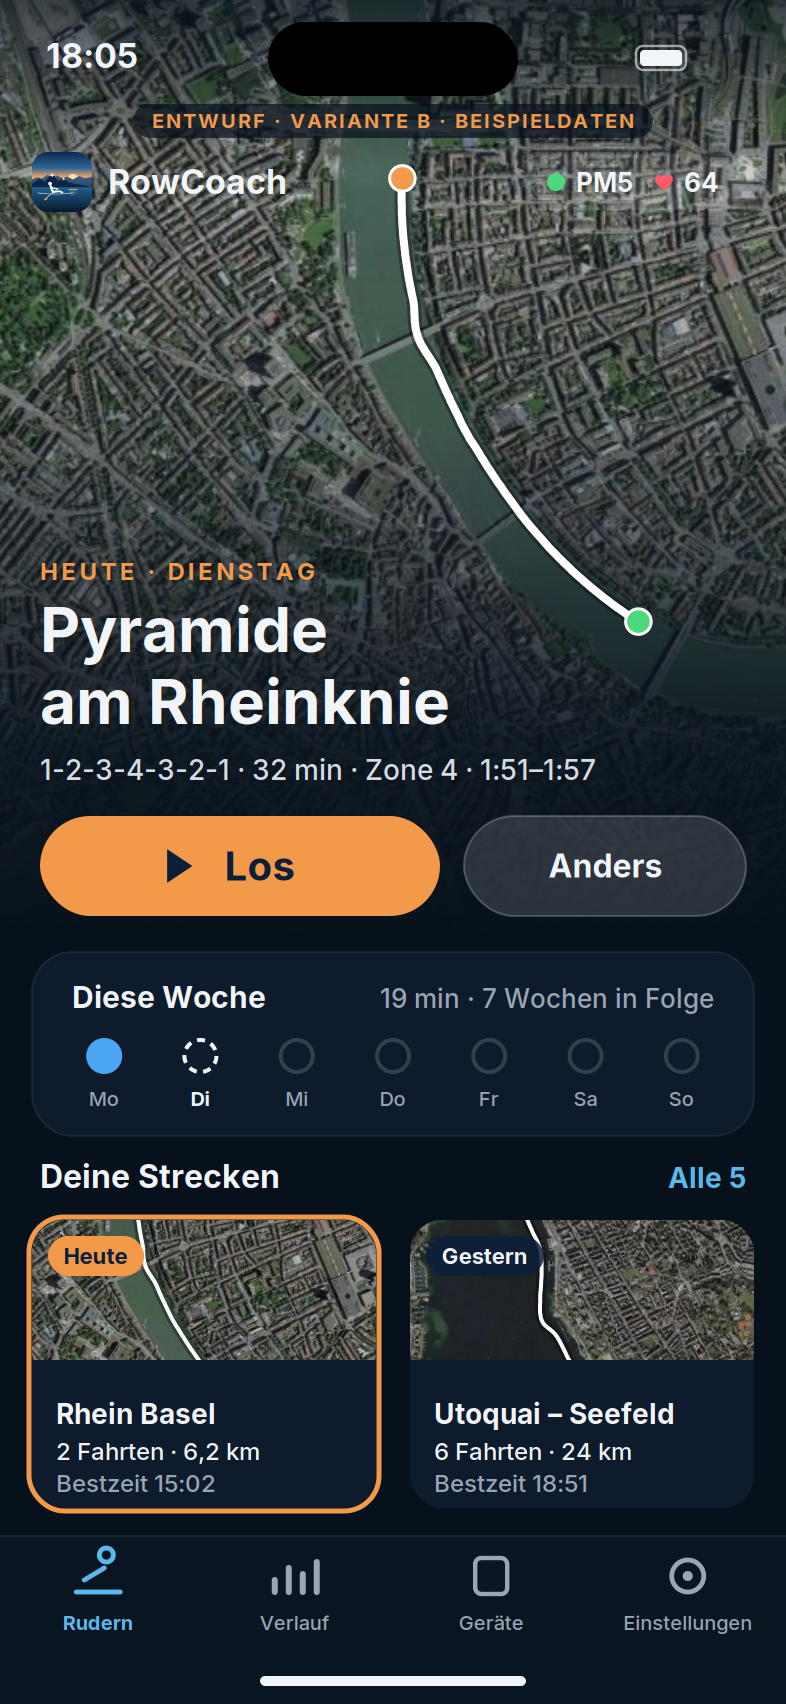 18:05
ENTWURF · VARIANTE B · BEISPIELDATEN
RowCoach
PM5 64
HEUTE · DIENSTAG
Pyramide
am Rheinknie
1-2-3-4-3-2-1 · 32 min · Zone 4 · 1:51–1:57
Los
Anders
Diese Woche
19 min · 7 Wochen in Folge
Mo Di Mi Do Fr Sa So
Deine Strecken
Alle 5
Heute
Rhein Basel
2 Fahrten · 6,2 km
Bestzeit 15:02
Gestern
Utoquai – Seefeld
6 Fahrten · 24 km
Bestzeit 18:51
Rudern Verlauf Geräte Einstellungen